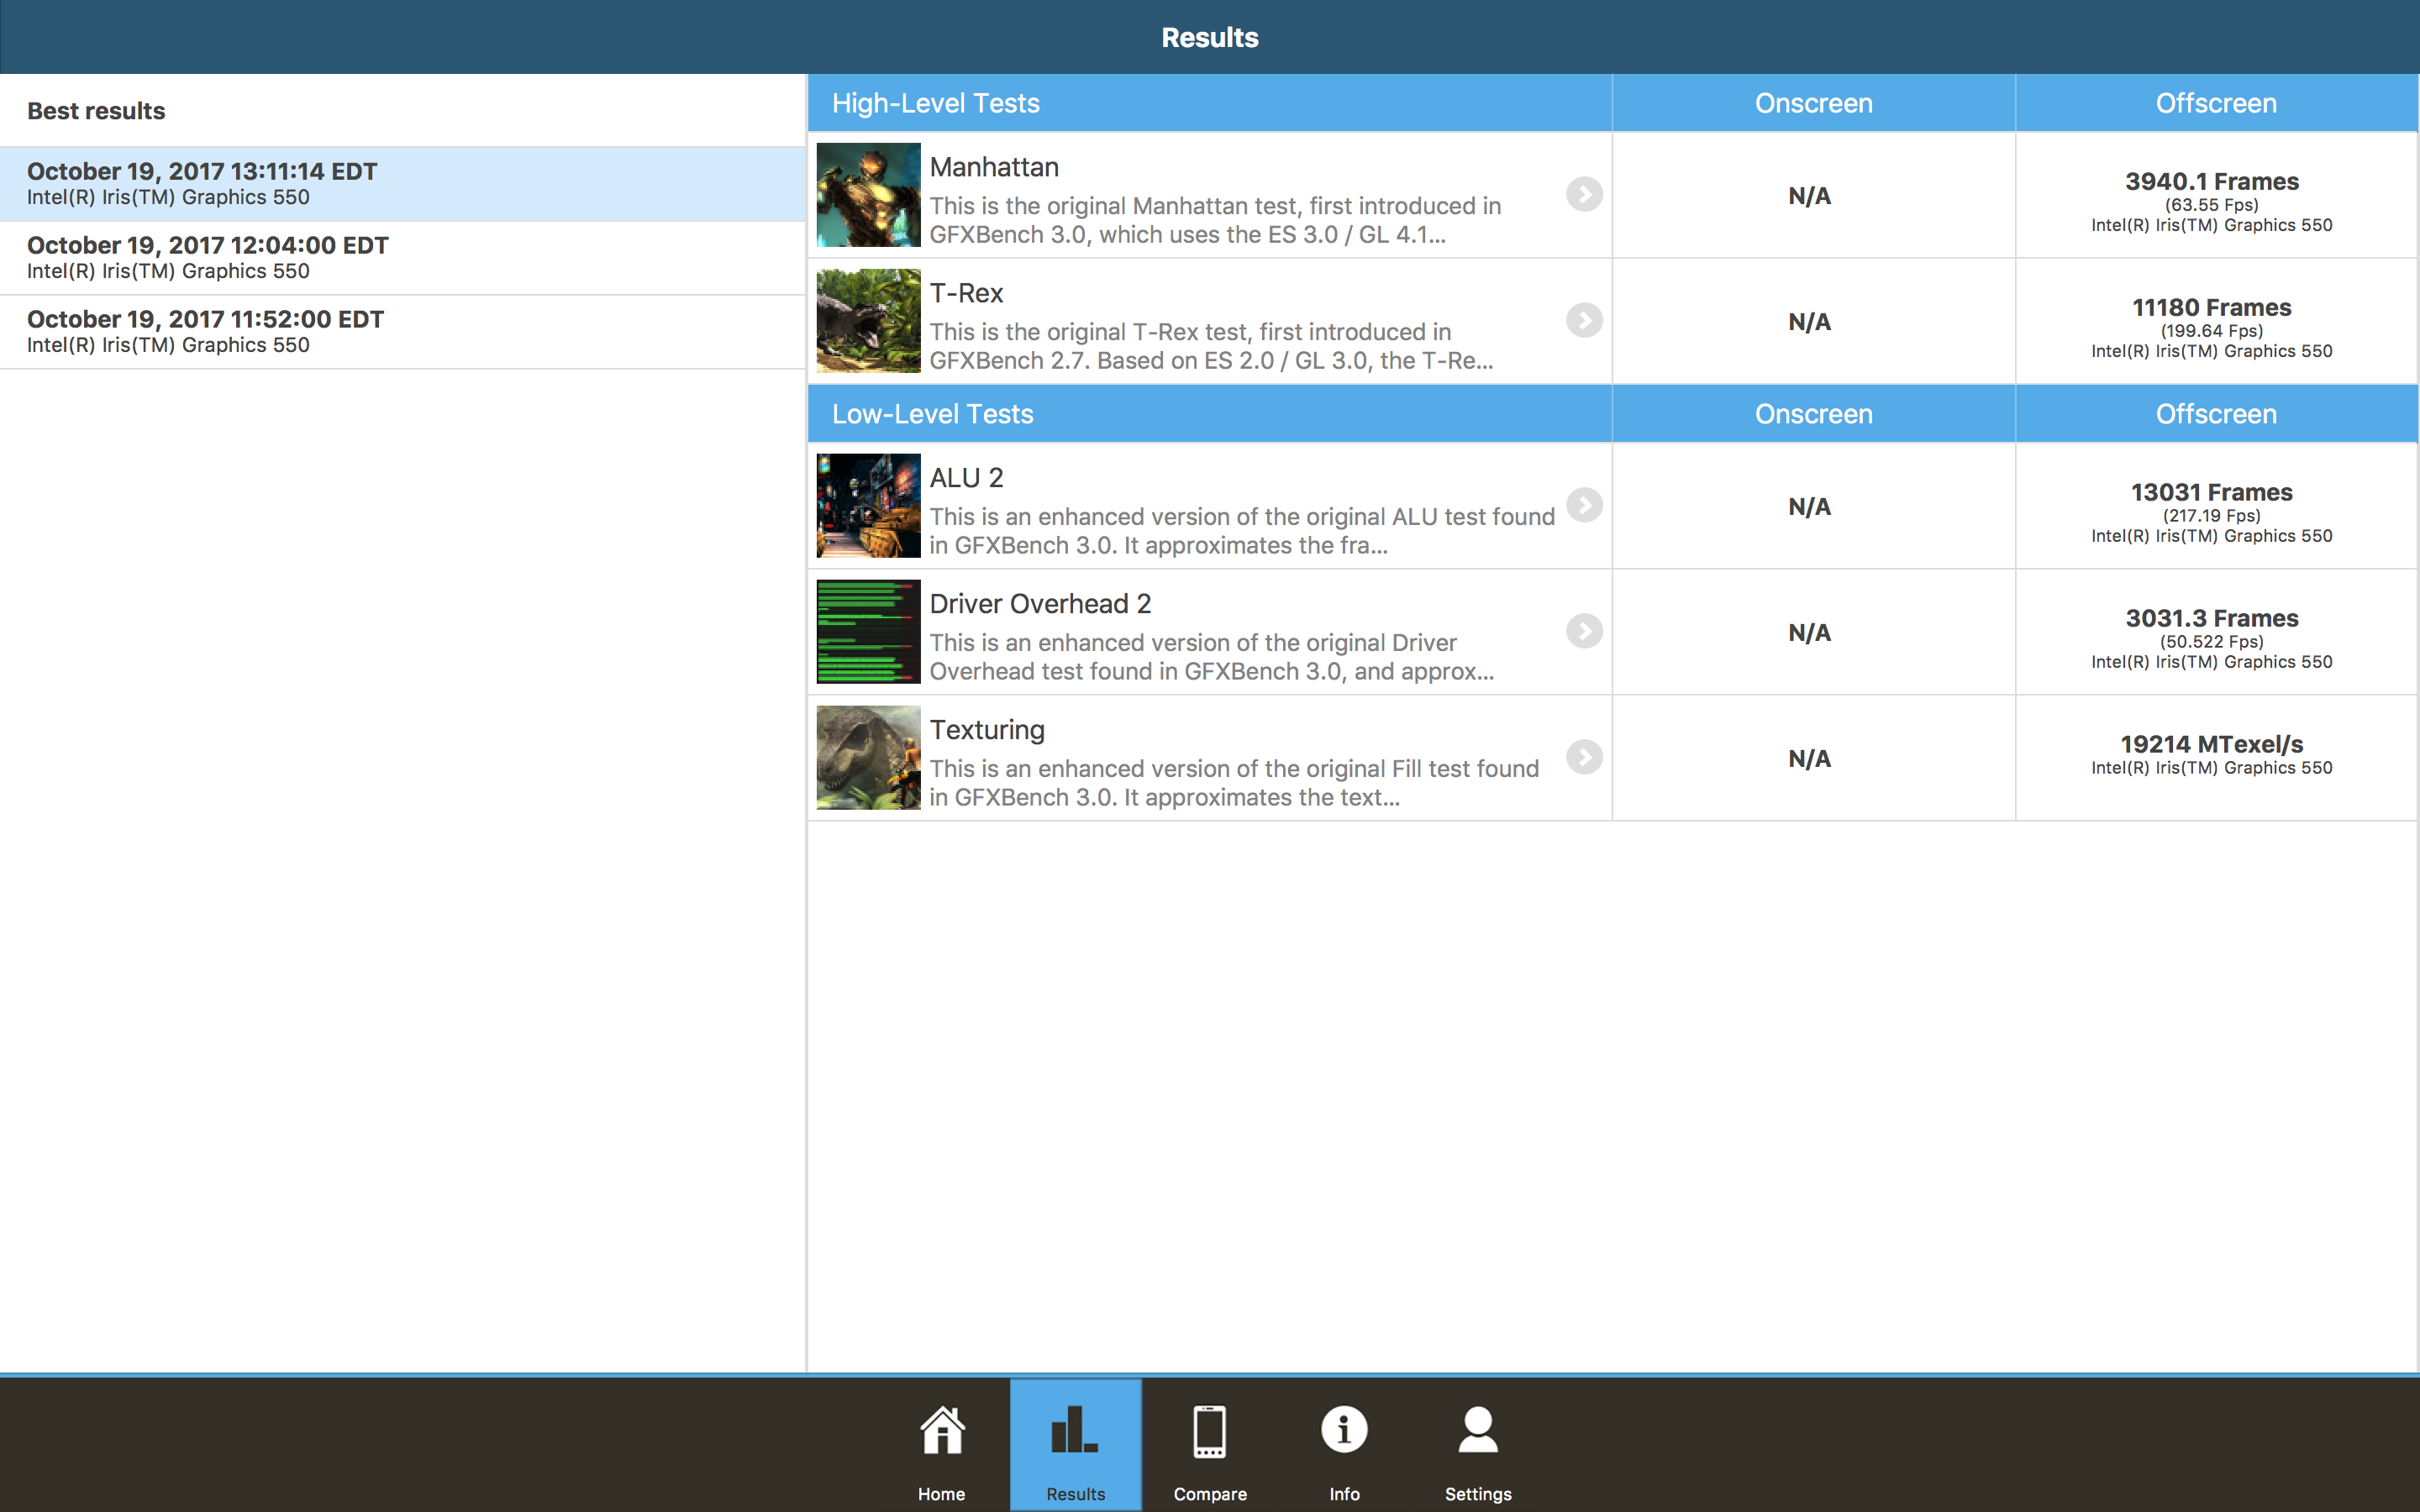 Results
Best results
October 19, 2017 13:11:14 EDT
Intel(R) Iris(TM) Graphics 550
October 19, 2017 12:04:00 EDT
Intel(R) Iris(TM) Graphics 550
October 19, 2017 11:52:00 EDT
Intel(R) Iris(TM) Graphics 550
High-Level Tests
Onscreen
Offscreen
Manhattan
This is the original Manhattan test, first introduced in
GFXBench 3.0, which uses the ES 3.0 / GL 4.1...
N/A
3940.1 Frames
(63.55 Fps)
Intel(R) Iris(TM) Graphics 550
T-Rex
This is the original T-Rex test, first introduced in
GFXBench 2.7. Based on ES 2.0 / GL 3.0, the T-Re...
N/A
11180 Frames
(199.64 Fps)
Intel(R) Iris(TM) Graphics 550
Low-Level Tests
Onscreen
Offscreen
ALU 2
This is an enhanced version of the original ALU test found
in GFXBench 3.0. It approximates the fra...
N/A
13031 Frames
(217.19 Fps)
Intel(R) Iris(TM) Graphics 550
Driver Overhead 2
This is an enhanced version of the original Driver
Overhead test found in GFXBench 3.0, and approx...
N/A
3031.3 Frames
(50.522 Fps)
Intel(R) Iris(TM) Graphics 550
Texturing
This is an enhanced version of the original Fill test found
in GFXBench 3.0. It approximates the text...
N/A
19214 MTexel/s
Intel(R) Iris(TM) Graphics 550
Home
Results
Compare
Info
Settings